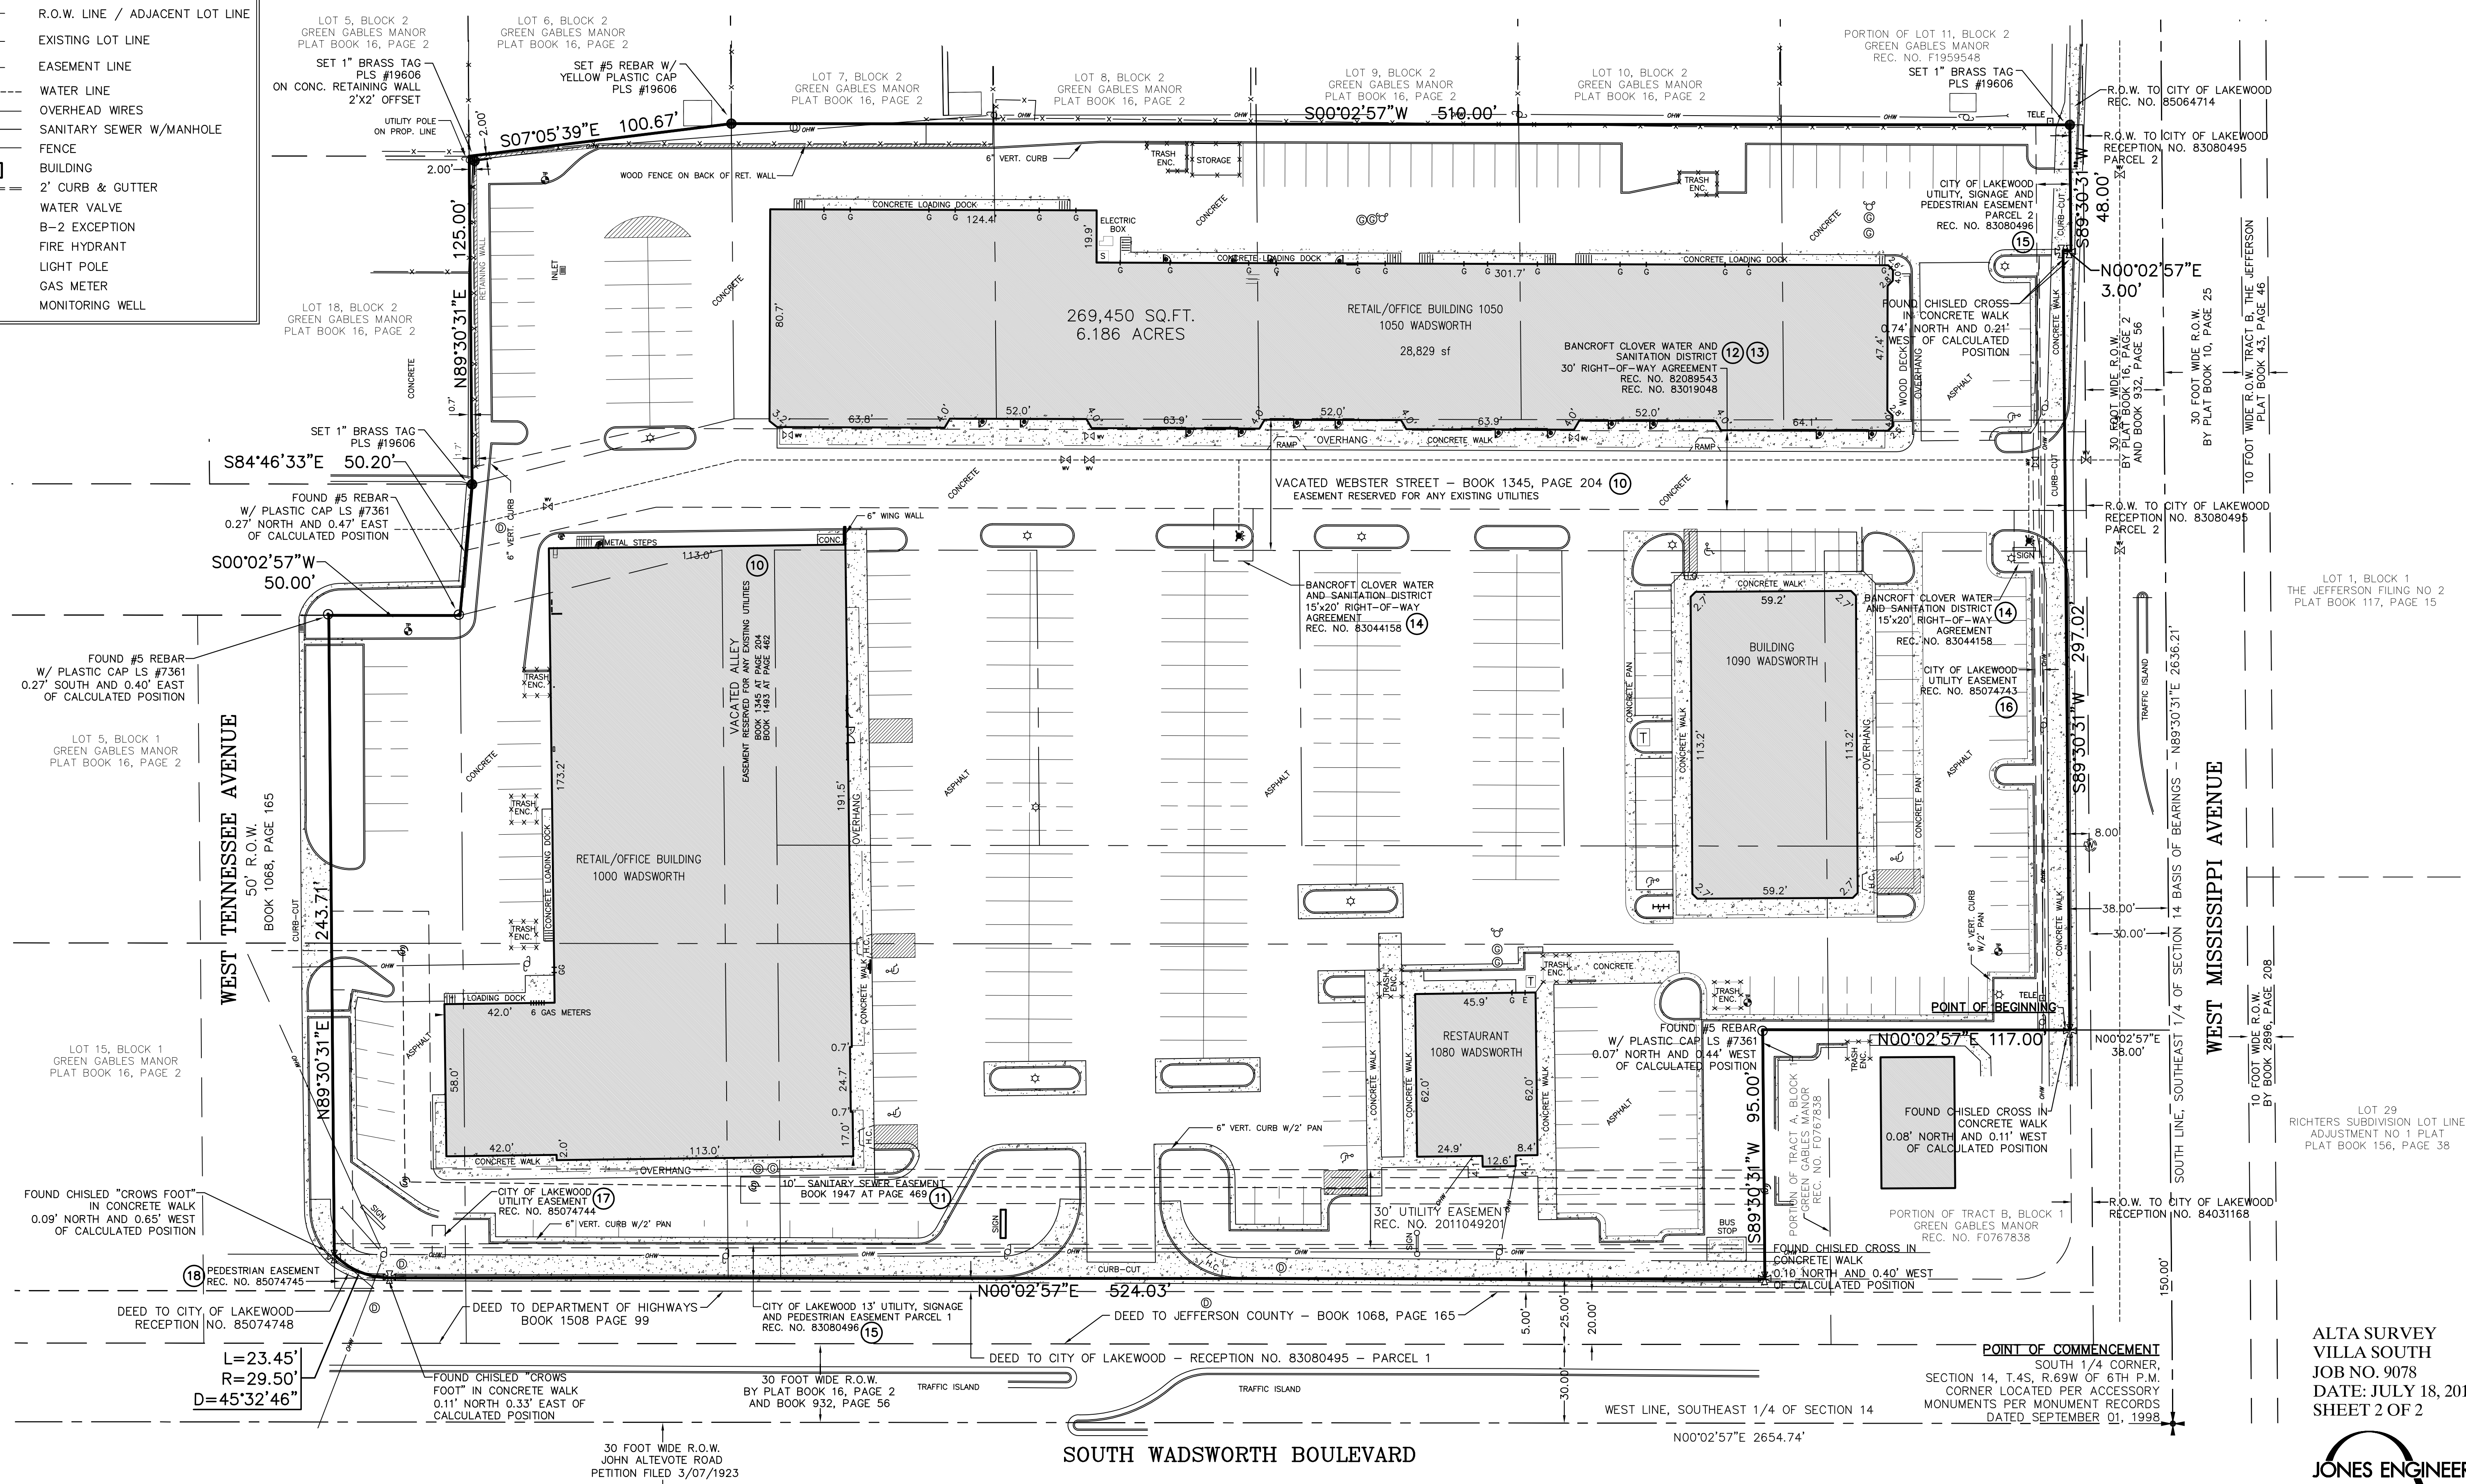 R.O.W. LINE / ADJACENT LOT LINE
EXISTING LOT LINE
EASEMENT LINE
WATER LINE
OVERHEAD WIRES
SANITARY SEWER W/MANHOLE
FENCE
BUILDING
2' CURB & GUTTER
WATER VALVE
B-2 EXCEPTION
FIRE HYDRANT
LIGHT POLE
GAS METER
MONITORING WELL
LOT 5, BLOCK 2
GREEN GABLES MANOR
PLAT BOOK 16, PAGE 2
LOT 6, BLOCK 2
GREEN GABLES MANOR
PLAT BOOK 16, PAGE 2
SET 1" BRASS TAG
PLS #19606
ON CONC. RETAINING WALL
2'X2' OFFSET
UTILITY POLE
ON PROP. LINE
2.00'
2.00'
SET #5 REBAR W/
YELLOW PLASTIC CAP
PLS #19606
S07°05'39"E 100.67'
LOT 7, BLOCK 2
GREEN GABLES MANOR
PLAT BOOK 16, PAGE 2
LOT 8, BLOCK 2
GREEN GABLES MANOR
PLAT BOOK 16, PAGE 2
LOT 9, BLOCK 2
GREEN GABLES MANOR
PLAT BOOK 16, PAGE 2
LOT 10, BLOCK 2
GREEN GABLES MANOR
PLAT BOOK 16, PAGE 2
S00°02'57"W 510.00'
PORTION OF LOT 11, BLOCK 2
GREEN GABLES MANOR
REC. NO. F1959548
SET 1" BRASS TAG
PLS #19606
TELE
R.O.W. TO CITY OF LAKEWOOD
REC. NO. 85064714
R.O.W. TO CITY OF LAKEWOOD
RECEPTION NO. 83080495
PARCEL 2
WOOD FENCE ON BACK OF RET. WALL
6" VERT. CURB
TRASH
ENC.
STORAGE
TRASH
ENC.
CITY OF LAKEWOOD
UTILITY, SIGNAGE AND
PEDESTRIAN EASEMENT
PARCEL 2
REC. NO. 83080496
15
S89°30'31"W
48.00'
CURB-CUT
N00°02'57"E
3.00'
N89°30'31"E 125.00'
RETAINING WALL
INLET
CONCRETE
CONCRETE
0.7'
1.7'
LOT 18, BLOCK 2
GREEN GABLES MANOR
PLAT BOOK 16, PAGE 2
CONCRETE LOADING DOCK
124.4'
19.9'
ELECTRIC
BOX
CONCRETE
CONCRETE
CONCRETE LOADING DOCK
301.7'
CONCRETE LOADING DOCK
80.7'
269,450 SQ.FT.
6.186 ACRES
RETAIL/OFFICE BUILDING 1050
1050 WADSWORTH
28,829 sf
BANCROFT CLOVER WATER AND
SANITATION DISTRICT
30' RIGHT-OF-WAY AGREEMENT
REC. NO. 82089543
REC. NO. 83019048
12
13
47.4'
WOOD DECK
OVERHANG
FOUND CHISLED CROSS
IN CONCRETE WALK
0.74' NORTH AND 0.21'
WEST OF CALCULATED
POSITION
ASPHALT
CONCRETE WALK
3.2'
63.8'
4.0'
52.0'
4.0'
63.9'
4.0'
52.0'
4.0'
63.9'
4.0'
52.0'
4.0'
64.1'
RAMP
OVERHANG
CONCRETE WALK
RAMP
30 FOOT WIDE R.O.W.
BY PLAT BOOK 16, PAGE 2
AND BOOK 932, PAGE 56
30 FOOT WIDE R.O.W.
BY PLAT BOOK 10, PAGE 25
10 FOOT WIDE R.O.W. TRACT B, THE JEFFERSON
PLAT BOOK 43, PAGE 46
SET 1" BRASS TAG
PLS #19606
S84°46'33"E 50.20'
FOUND #5 REBAR
W/ PLASTIC CAP LS #7361
0.27' NORTH AND 0.47' EAST
OF CALCULATED POSITION
S00°02'57"W
50.00'
6" VERT. CURB
CONCRETE
VACATED WEBSTER STREET – BOOK 1345, PAGE 204
10
EASEMENT RESERVED FOR ANY EXISTING UTILITIES
CONCRETE
CURB-CUT
R.O.W. TO CITY OF LAKEWOOD
RECEPTION NO. 83080495
PARCEL 2
METAL STEPS
CONC.
6" WING WALL
113.0'
10
VACATED ALLEY
EASEMENT RESERVED FOR ANY EXISTING UTILITIES
BOOK 1345 AT PAGE 204
BOOK 1493 AT PAGE 462
BANCROFT CLOVER WATER
AND SANITATION DISTRICT
15'x20' RIGHT-OF-WAY
AGREEMENT
REC. NO. 83044158
14
CONCRETE WALK
2.7'
59.2'
2.7'
BUILDING
1090 WADSWORTH
113.2'
113.2'
2.7'
59.2'
2.7'
CONCRETE PAN
CONCRETE WALK
OVERHANG
CONCRETE PAN
H.C.
SIGN
BANCROFT CLOVER WATER
AND SANITATION DISTRICT
15'x20' RIGHT-OF-WAY
AGREEMENT
REC. NO. 83044158
14
CITY OF LAKEWOOD
UTILITY EASEMENT
REC. NO. 85074743
16
S89°30'31"W 297.02'
TRAFFIC ISLAND
LOT 1, BLOCK 1
THE JEFFERSON FILING NO 2
PLAT BOOK 117, PAGE 15
SOUTH LINE, SOUTHEAST 1/4 OF SECTION 14 BASIS OF BEARINGS – N89°30'31"E 2636.21'
WEST MISSISSIPPI AVENUE
FOUND #5 REBAR
W/ PLASTIC CAP LS #7361
0.27' SOUTH AND 0.40' EAST
OF CALCULATED POSITION
TRASH
ENC.
LOT 5, BLOCK 1
GREEN GABLES MANOR
PLAT BOOK 16, PAGE 2
WEST TENNESSEE AVENUE
50' R.O.W.
BOOK 1068, PAGE 165
CURB-CUT
N89°30'31"E 243.71'
CONCRETE
173.2'
TRASH
ENC.
CONCRETE LOADING DOCK
TRASH
ENC.
RETAIL/OFFICE BUILDING
1000 WADSWORTH
191.5'
OVERHANG
CONCRETE WALK
H.C.
ASPHALT
ASPHALT
ASPHALT
8.00'
38.00'
30.00'
CONCRETE WALK
6" VERT. CURB
W/2' PAN
LOADING DOCK
42.0'
6 GAS METERS
58.0'
ASPHALT
LOT 15, BLOCK 1
GREEN GABLES MANOR
PLAT BOOK 16, PAGE 2
0.7'
24.7'
0.7'
17.0'
H.C.
42.0'
CONCRETE WALK
2.0'
113.0'
OVERHANG
TRASH
ENC.
TRASH
ENC.
CONCRETE
45.9'
RESTAURANT
1080 WADSWORTH
62.0'
62.0'
24.9'
12.6'
8.4'
CONCRETE WALK
CONCRETE WALK
CONCRETE WALK
ASPHALT
TRASH
ENC.
FOUND #5 REBAR
W/ PLASTIC CAP LS #7361
0.07' NORTH AND 0.44' WEST
OF CALCULATED POSITION
POINT OF BEGINNING
TELE
N00°02'57"E 117.00'
N00°02'57"E
38.00'
10 FOOT WIDE R.O.W.
BY BOOK 2896, PAGE 208
TRASH
ENC.
S89°30'31"W 95.00'
PORTION OF TRACT A, BLOCK 1
GREEN GABLES MANOR
REC. NO. F0767838
FOUND CHISLED CROSS IN
CONCRETE WALK
0.08' NORTH AND 0.11' WEST
OF CALCULATED POSITION
LOT 29
RICHTERS SUBDIVISION LOT LINE
ADJUSTMENT NO 1 PLAT
PLAT BOOK 156, PAGE 38
PORTION OF TRACT B, BLOCK 1
GREEN GABLES MANOR
REC. NO. F0767838
R.O.W. TO CITY OF LAKEWOOD
RECEPTION NO. 84031168
FOUND CHISLED "CROWS FOOT"
IN CONCRETE WALK
0.09' NORTH AND 0.65' WEST
OF CALCULATED POSITION
SIGN
CITY OF LAKEWOOD
UTILITY EASEMENT
REC. NO. 85074744
17
6" VERT. CURB W/2' PAN
10' SANITARY SEWER EASEMENT
BOOK 1947 AT PAGE 469
11
6" VERT. CURB W/2' PAN
SIGN
30' UTILITY EASEMENT
REC. NO. 2011049201
SIGN
BUS
STOP
FOUND CHISLED CROSS IN
CONCRETE WALK
0.10' NORTH AND 0.40' WEST
OF CALCULATED POSITION
18
PEDESTRIAN EASEMENT
REC. NO. 85074745
CURB-CUT
H.C.
N00°02'57"E 524.03'
DEED TO CITY OF LAKEWOOD
RECEPTION NO. 85074748
DEED TO DEPARTMENT OF HIGHWAYS
BOOK 1508 PAGE 99
CITY OF LAKEWOOD 13' UTILITY, SIGNAGE
AND PEDESTRIAN EASEMENT PARCEL 1
REC. NO. 83080496
15
DEED TO JEFFERSON COUNTY – BOOK 1068, PAGE 165
5.00'
25.00'
20.00'
150.00'
L=23.45'
R=29.50'
D=45°32'46"
DEED TO CITY OF LAKEWOOD – RECEPTION NO. 83080495 – PARCEL 1
FOUND CHISLED "CROWS
FOOT" IN CONCRETE WALK
0.11' NORTH 0.33' EAST OF
CALCULATED POSITION
30 FOOT WIDE R.O.W.
BY PLAT BOOK 16, PAGE 2
AND BOOK 932, PAGE 56
TRAFFIC ISLAND
TRAFFIC ISLAND
30.00'
POINT OF COMMENCEMENT
SOUTH 1/4 CORNER,
SECTION 14, T.4S, R.69W OF 6TH P.M.
CORNER LOCATED PER ACCESSORY
MONUMENTS PER MONUMENT RECORDS
DATED SEPTEMBER 01, 1998
WEST LINE, SOUTHEAST 1/4 OF SECTION 14
N00°02'57"E 2654.74'
30 FOOT WIDE R.O.W.
JOHN ALTEVOTE ROAD
PETITION FILED 3/07/1923
SOUTH WADSWORTH BOULEVARD
ALTA SURVEY
VILLA SOUTH
JOB NO. 9078
DATE: JULY 18, 201
SHEET 2 OF 2
JONES ENGINEER